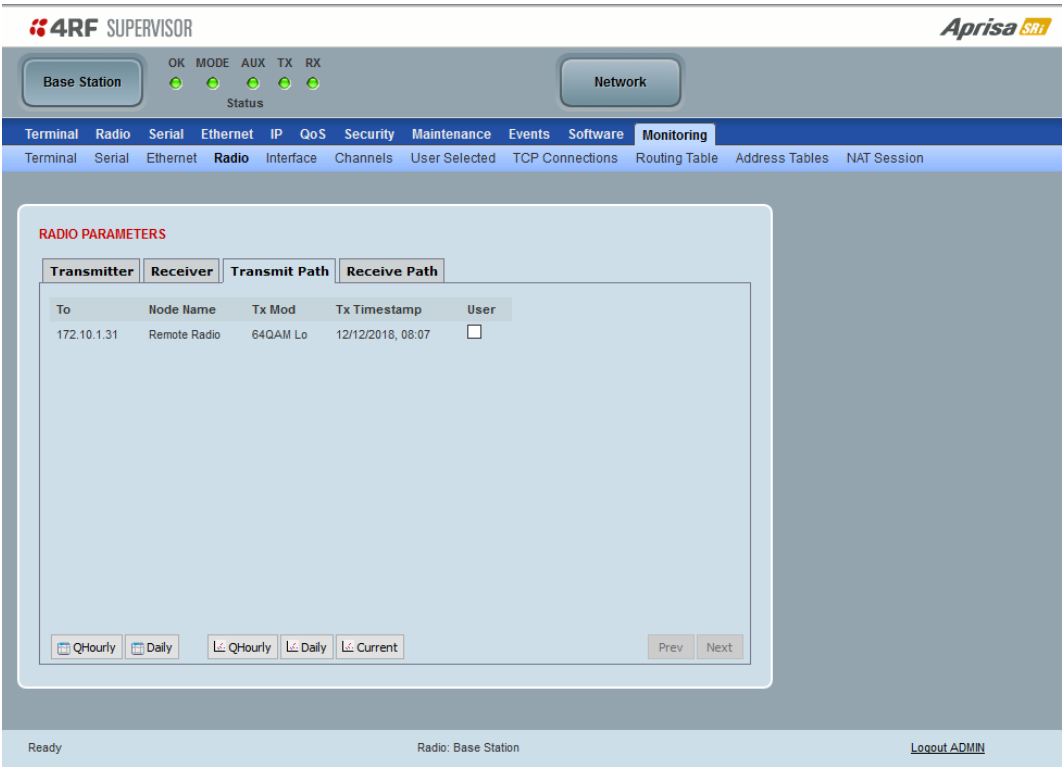 4RF SUPERVISOR
Aprisa SRi
Base Station
OK MODE AUX TX RX
Status
Network
Terminal Radio Serial Ethernet IP QoS Security Maintenance Events Software Monitoring
Terminal Serial Ethernet Radio Interface Channels User Selected TCP Connections Routing Table Address Tables NAT Session
RADIO PARAMETERS
Transmitter Receiver Transmit Path Receive Path
To Node Name Tx Mod Tx Timestamp User
172.10.1.31 Remote Radio 64QAM Lo 12/12/2018, 08:07
QHourly Daily QHourly Daily Current Prev Next
Ready Radio: Base Station Logout ADMIN